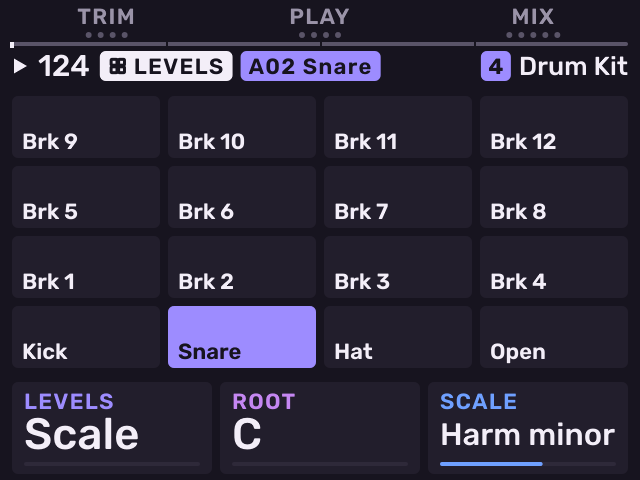 TRIM PLAY MIX
124 LEVELS A02 Snare 4 Drum Kit
Brk 9 Brk 10 Brk 11 Brk 12
Brk 5 Brk 6 Brk 7 Brk 8
Brk 1 Brk 2 Brk 3 Brk 4
Kick Snare Hat Open
LEVELS ROOT SCALE
Scale C Harm minor